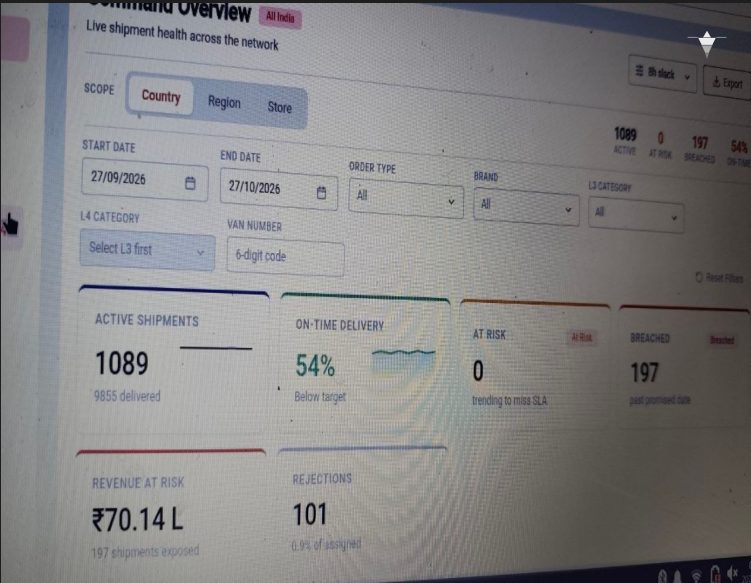 Command Overview All India
Live shipment health across the network
8h slack Export
SCOPE Country Region Store
1089 0 197 54%
ACTIVE AT RISK BREACHED ON-TIME
START DATE END DATE ORDER TYPE BRAND L3 CATEGORY
27/09/2026 27/10/2026 All All All
L4 CATEGORY VAN NUMBER
Select L3 first 6-digit code
Reset Filters
ACTIVE SHIPMENTS
1089
9855 delivered
ON-TIME DELIVERY
54%
Below target
AT RISK At Risk
0
trending to miss SLA
BREACHED Breached
197
past promised date
REVENUE AT RISK
₹70.14 L
197 shipments exposed
REJECTIONS
101
0.9% of assigned